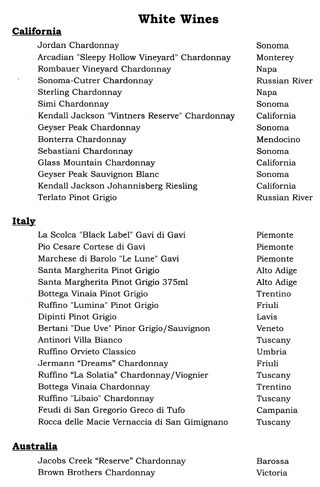 White Wines
California
Jordan Chardonnay Sonoma
Arcadian "Sleepy Hollow Vineyard" Chardonnay Monterey
Rombauer Vineyard Chardonnay Napa
Sonoma-Cutrer Chardonnay Russian River
Sterling Chardonnay Napa
Simi Chardonnay Sonoma
Kendall Jackson "Vintners Reserve" Chardonnay California
Geyser Peak Chardonnay Sonoma
Bonterra Chardonnay Mendocino
Sebastiani Chardonnay Sonoma
Glass Mountain Chardonnay California
Geyser Peak Sauvignon Blanc Sonoma
Kendall Jackson Johannisberg Riesling California
Terlato Pinot Grigio Russian River
Italy
La Scolca "Black Label" Gavi di Gavi Piemonte
Pio Cesare Cortese di Gavi Piemonte
Marchese di Barolo "Le Lune" Gavi Piemonte
Santa Margherita Pinot Grigio Alto Adige
Santa Margherita Pinot Grigio 375ml Alto Adige
Bottega Vinaia Pinot Grigio Trentino
Ruffino "Lumina" Pinot Grigio Friuli
Dipinti Pinot Grigio Lavis
Bertani "Due Uve" Pinor Grigio/Sauvignon Veneto
Antinori Villa Bianco Tuscany
Ruffino Orvieto Classico Umbria
Jermann "Dreams" Chardonnay Friuli
Ruffino "La Solatia" Chardonnay/Viognier Tuscany
Bottega Vinaia Chardonnay Trentino
Ruffino "Libaio" Chardonnay Tuscany
Feudi di San Gregorio Greco di Tufo Campania
Rocca delle Macie Vernaccia di San Gimignano Tuscany
Australia
Jacobs Creek "Reserve" Chardonnay Barossa
Brown Brothers Chardonnay Victoria